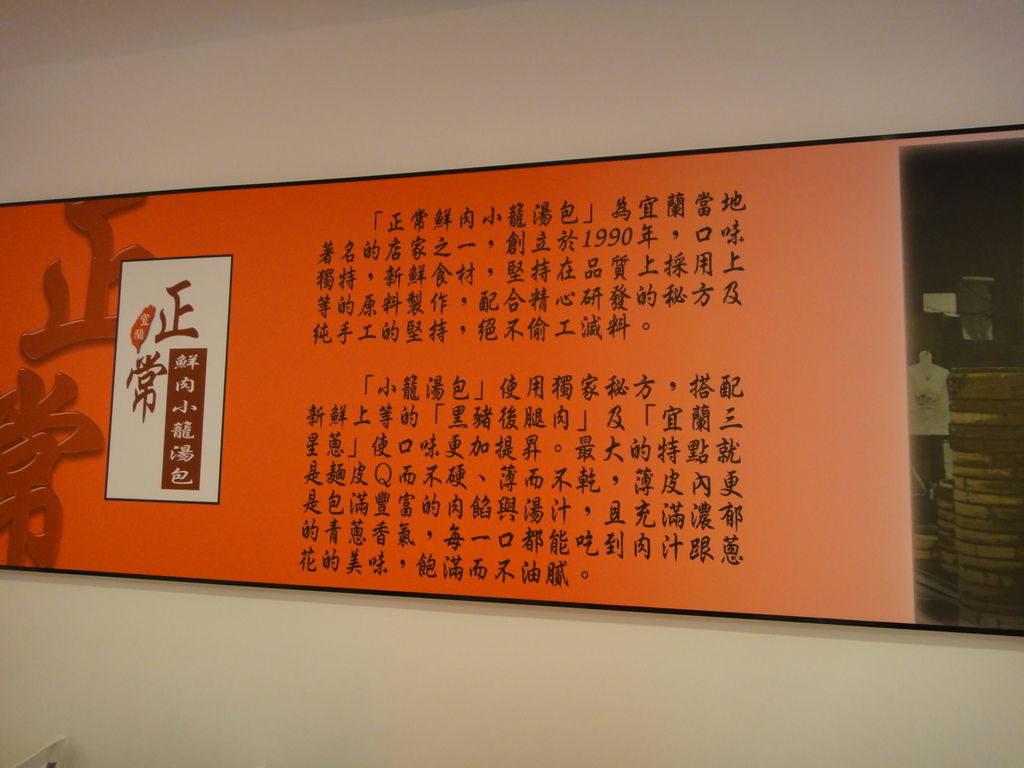 正常
正常
宜蘭
鮮肉小籠湯包
「正常鮮肉小籠湯包」為宜蘭當地
著名的店家之一，創立於1990年，口味
獨特，新鮮食材，堅持在品質上採用上
等的原料製作，配合精心研發的秘方及
純手工的堅持，絕不偷工減料。
「小籠湯包」使用獨家秘方，搭配
新鮮上等的「黑豬後腿肉」及「宜蘭三
星蔥」使口味更加提昇。最大的特點就
是麵皮Q而不硬、薄而不乾，薄皮內更
是包滿豐富的肉餡與湯汁，且充滿濃郁
的青蔥香氣，每一口都能吃到肉汁跟蔥
花的美味，飽滿而不油膩。